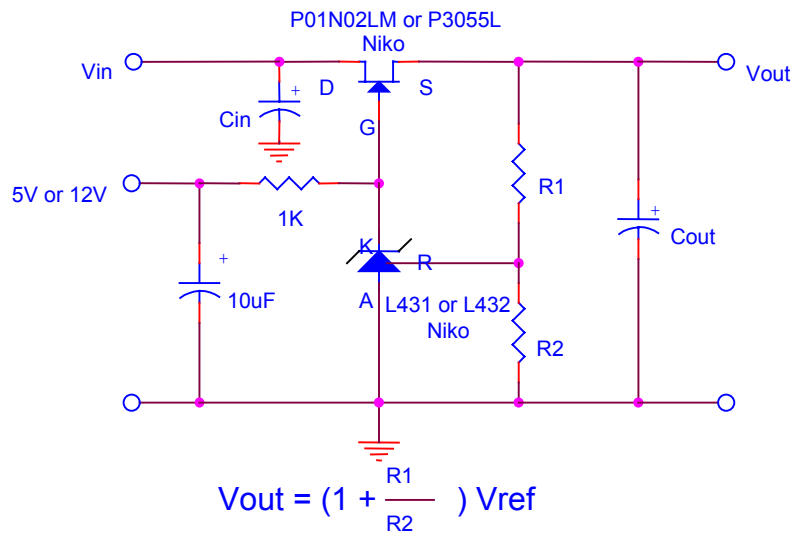 P01N02LM or P3055L
Niko
Vin
Vout
D
S
+
Cin
G
5V or 12V
1K
R1
+
Cout
K
R
+
10uF
A
L431 or L432
Niko
R2
Vout = (1 + R1
R2 ) Vref